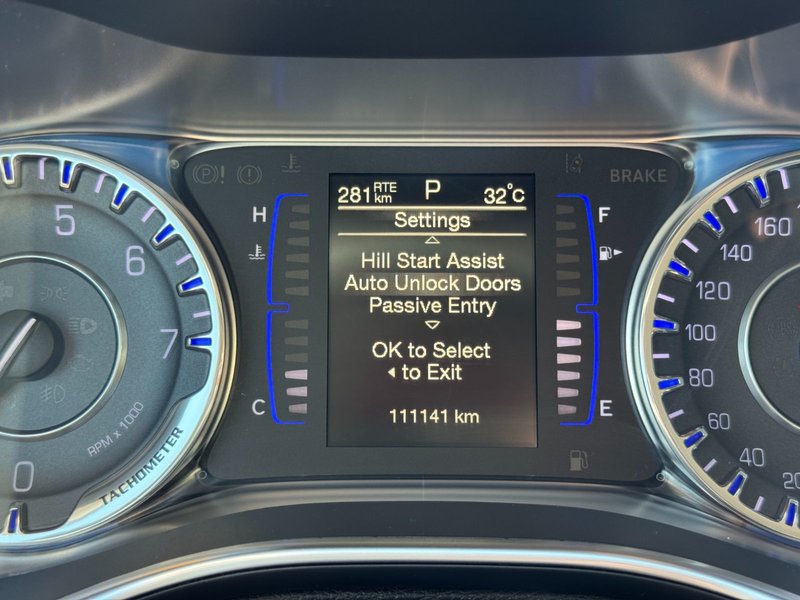 281 RTE km P 32°C
Settings
Hill Start Assist
Auto Unlock Doors
Passive Entry
OK to Select
to Exit
111141 km
H
C
F
E
BRAKE
P !
!
0
5
6
7
RPM x 1000
TACHOMETER
20
40
60
80
100
120
140
160